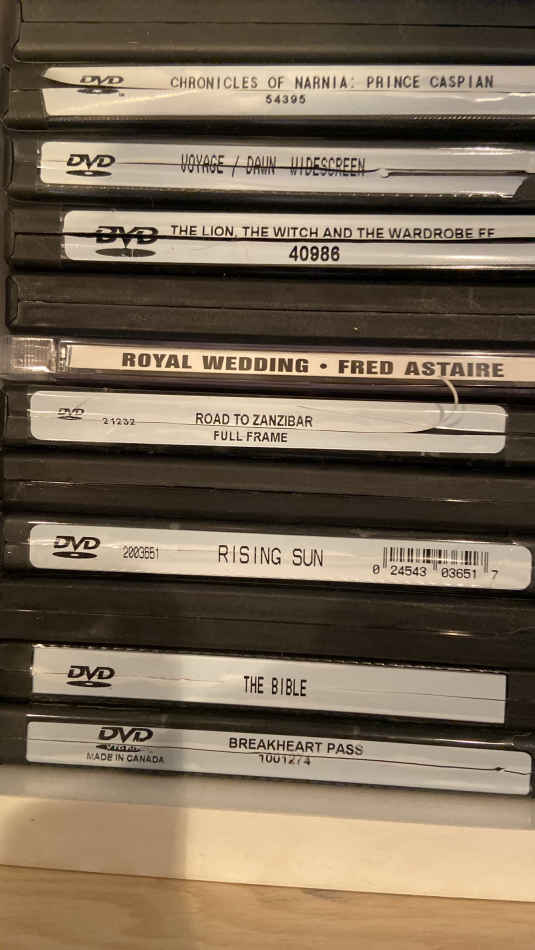 DVD
CHRONICLES OF NARNIA: PRINCE CASPIAN
54395
DVD
VOYAGE / DAWN WIDESCREEN
DVD
THE LION, THE WITCH AND THE WARDROBE FF
40986
ROYAL WEDDING • FRED ASTAIRE
DVD
21232
ROAD TO ZANZIBAR
FULL FRAME
DVD
2003651
RISING SUN
0 24543 03651 7
DVD
THE BIBLE
DVD
VIDEO
MADE IN CANADA
BREAKHEART PASS
1001274